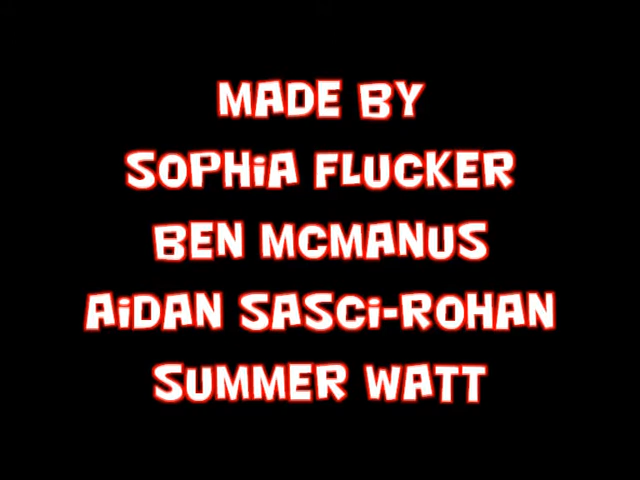 MADE BY
SOPHiA FLUCKER
BEN MCMANUS
AiDAN SASCi-ROHAN
SUMMER WATT